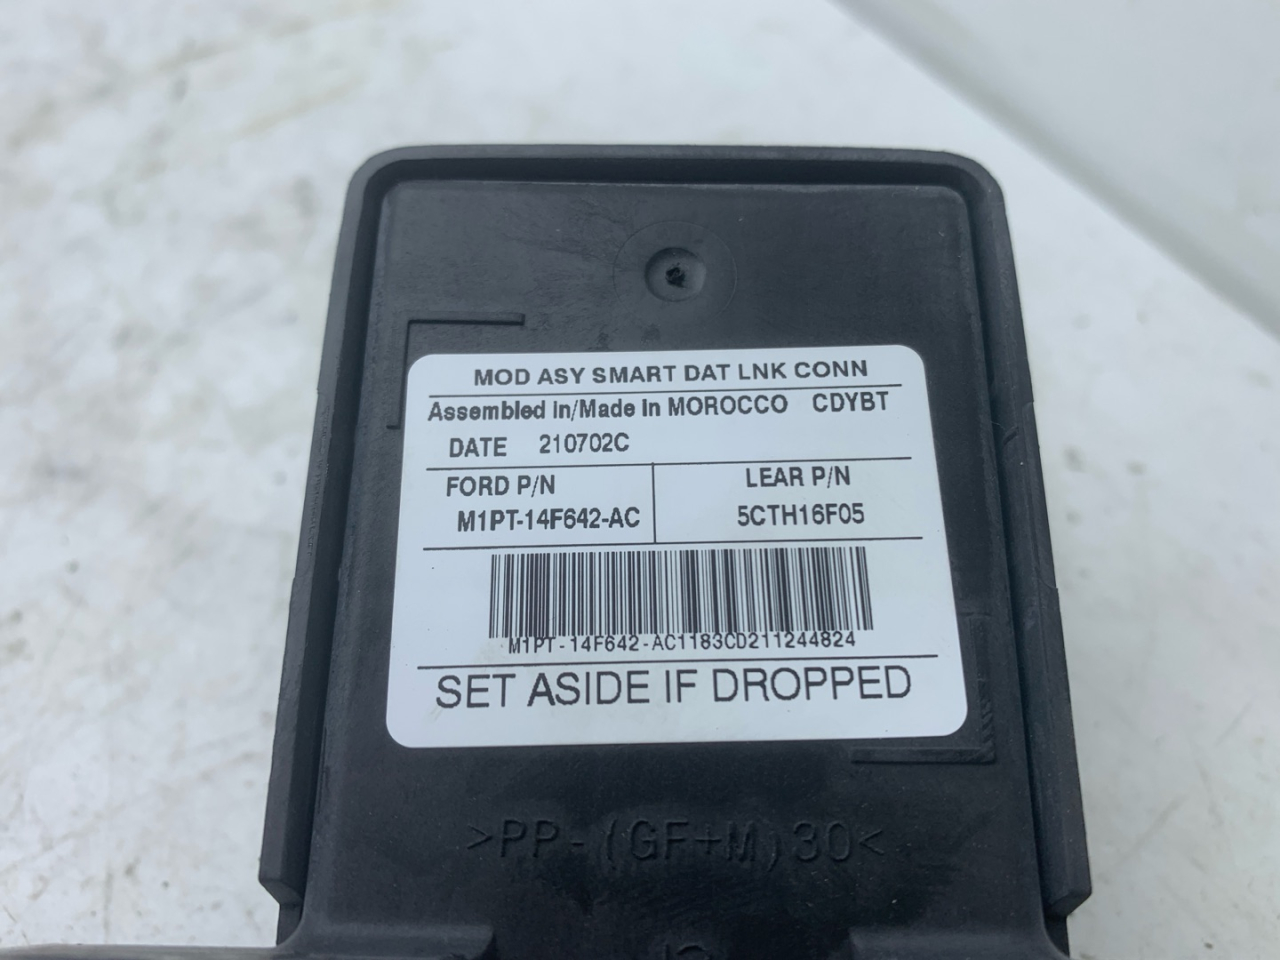 MOD ASY SMART DAT LNK CONN
Assembled in/Made In MOROCCO CDYBT
DATE 210702C
FORD P/N LEAR P/N
M1PT-14F642-AC 5CTH16F05
M1PT-14F642-AC1183CD211244824
SET ASIDE IF DROPPED
>PP-(GF+M)30<